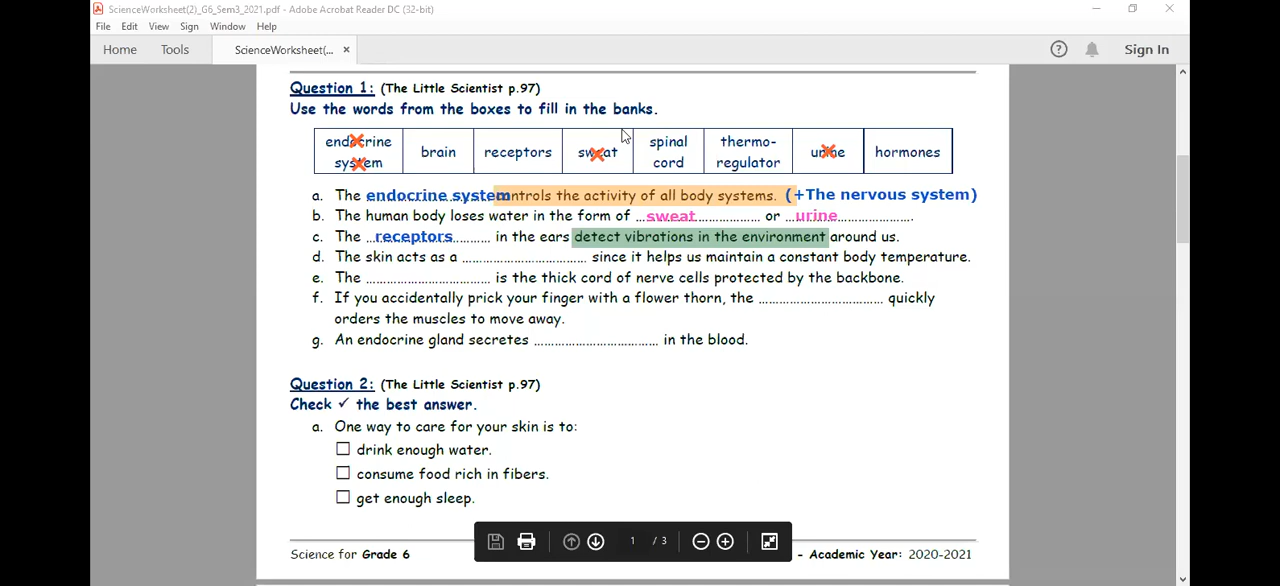 ScienceWorksheet(2)_G6_Sem3_2021.pdf - Adobe Acrobat Reader DC (32-bit)
File Edit View Sign Window Help
Home Tools ScienceWorksheet(... × Sign In
Question 1: (The Little Scientist p.97)
Use the words from the boxes to fill in the banks.
endocrine system brain receptors sweat spinal cord thermo-regulator urine hormones
a. The endocrine system controls the activity of all body systems. (+The nervous system)
b. The human body loses water in the form of …sweat……………… or …urine…………………….
c. The …receptors………… in the ears detect vibrations in the environment around us.
d. The skin acts as a ……………………………… since it helps us maintain a constant body temperature.
e. The ……………………………… is the thick cord of nerve cells protected by the backbone.
f. If you accidentally prick your finger with a flower thorn, the ……………………………… quickly
orders the muscles to move away.
g. An endocrine gland secretes ……………………………… in the blood.
Question 2: (The Little Scientist p.97)
Check ✓ the best answer.
a. One way to care for your skin is to:
☐ drink enough water.
☐ consume food rich in fibers.
☐ get enough sleep.
1 / 3
Science for Grade 6 - Academic Year: 2020-2021